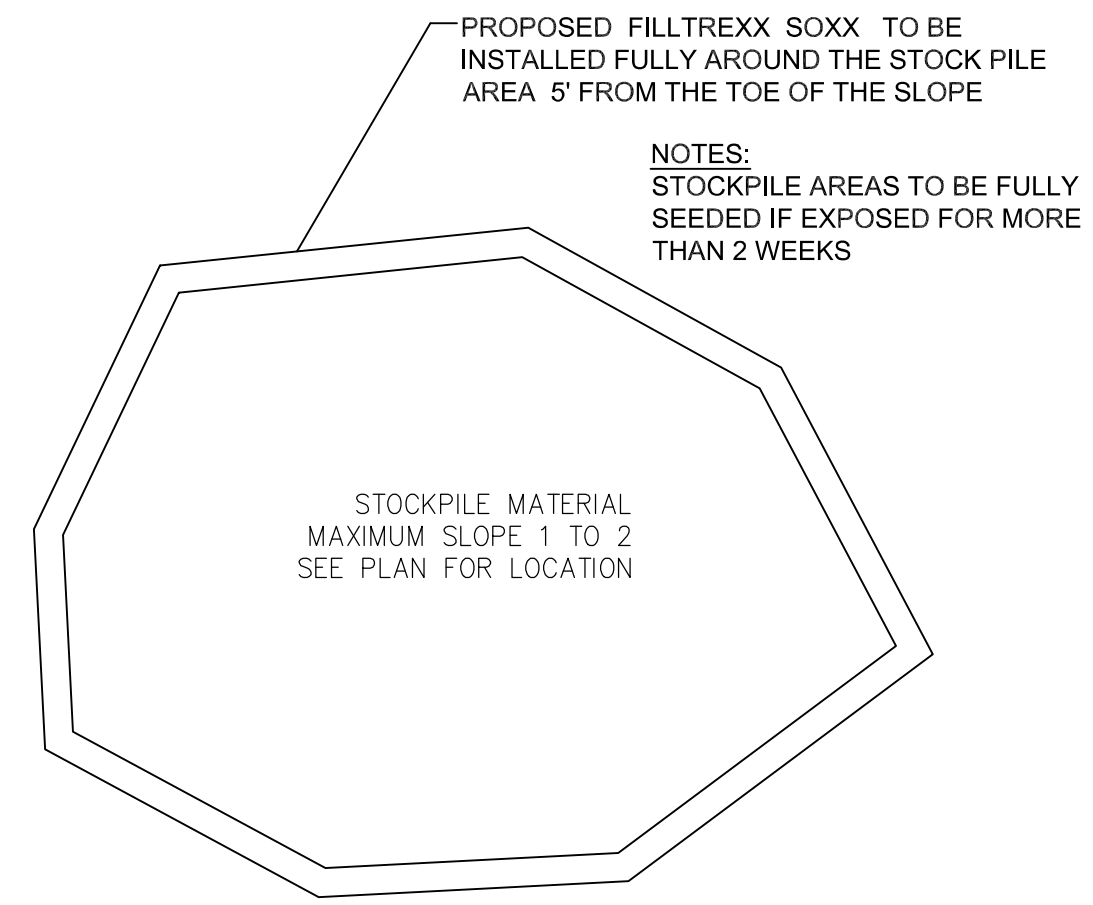 PROPOSED FILLTREXX SOXX TO BE
INSTALLED FULLY AROUND THE STOCK PILE
AREA 5' FROM THE TOE OF THE SLOPE
NOTES:
STOCKPILE AREAS TO BE FULLY
SEEDED IF EXPOSED FOR MORE
THAN 2 WEEKS
STOCKPILE MATERIAL
MAXIMUM SLOPE 1 TO 2
SEE PLAN FOR LOCATION